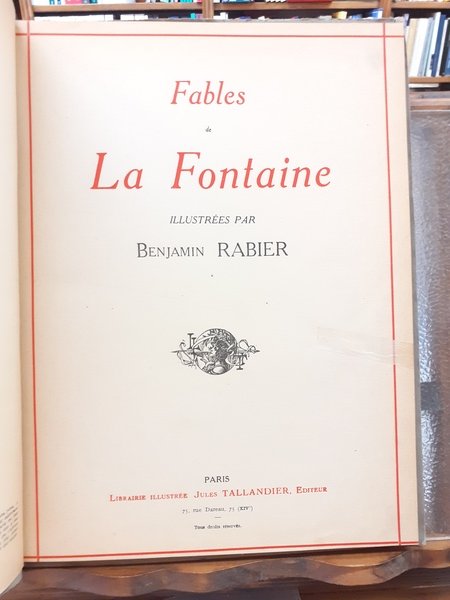 Fables
de
La Fontaine
ILLUSTRÉES PAR
BENJAMIN RABIER
PARIS
LIBRAIRIE ILLUSTRÉE JULES TALLANDIER, EDITEUR
75, rue Dareau, 75 (XIVe)
Tous droits réservés.